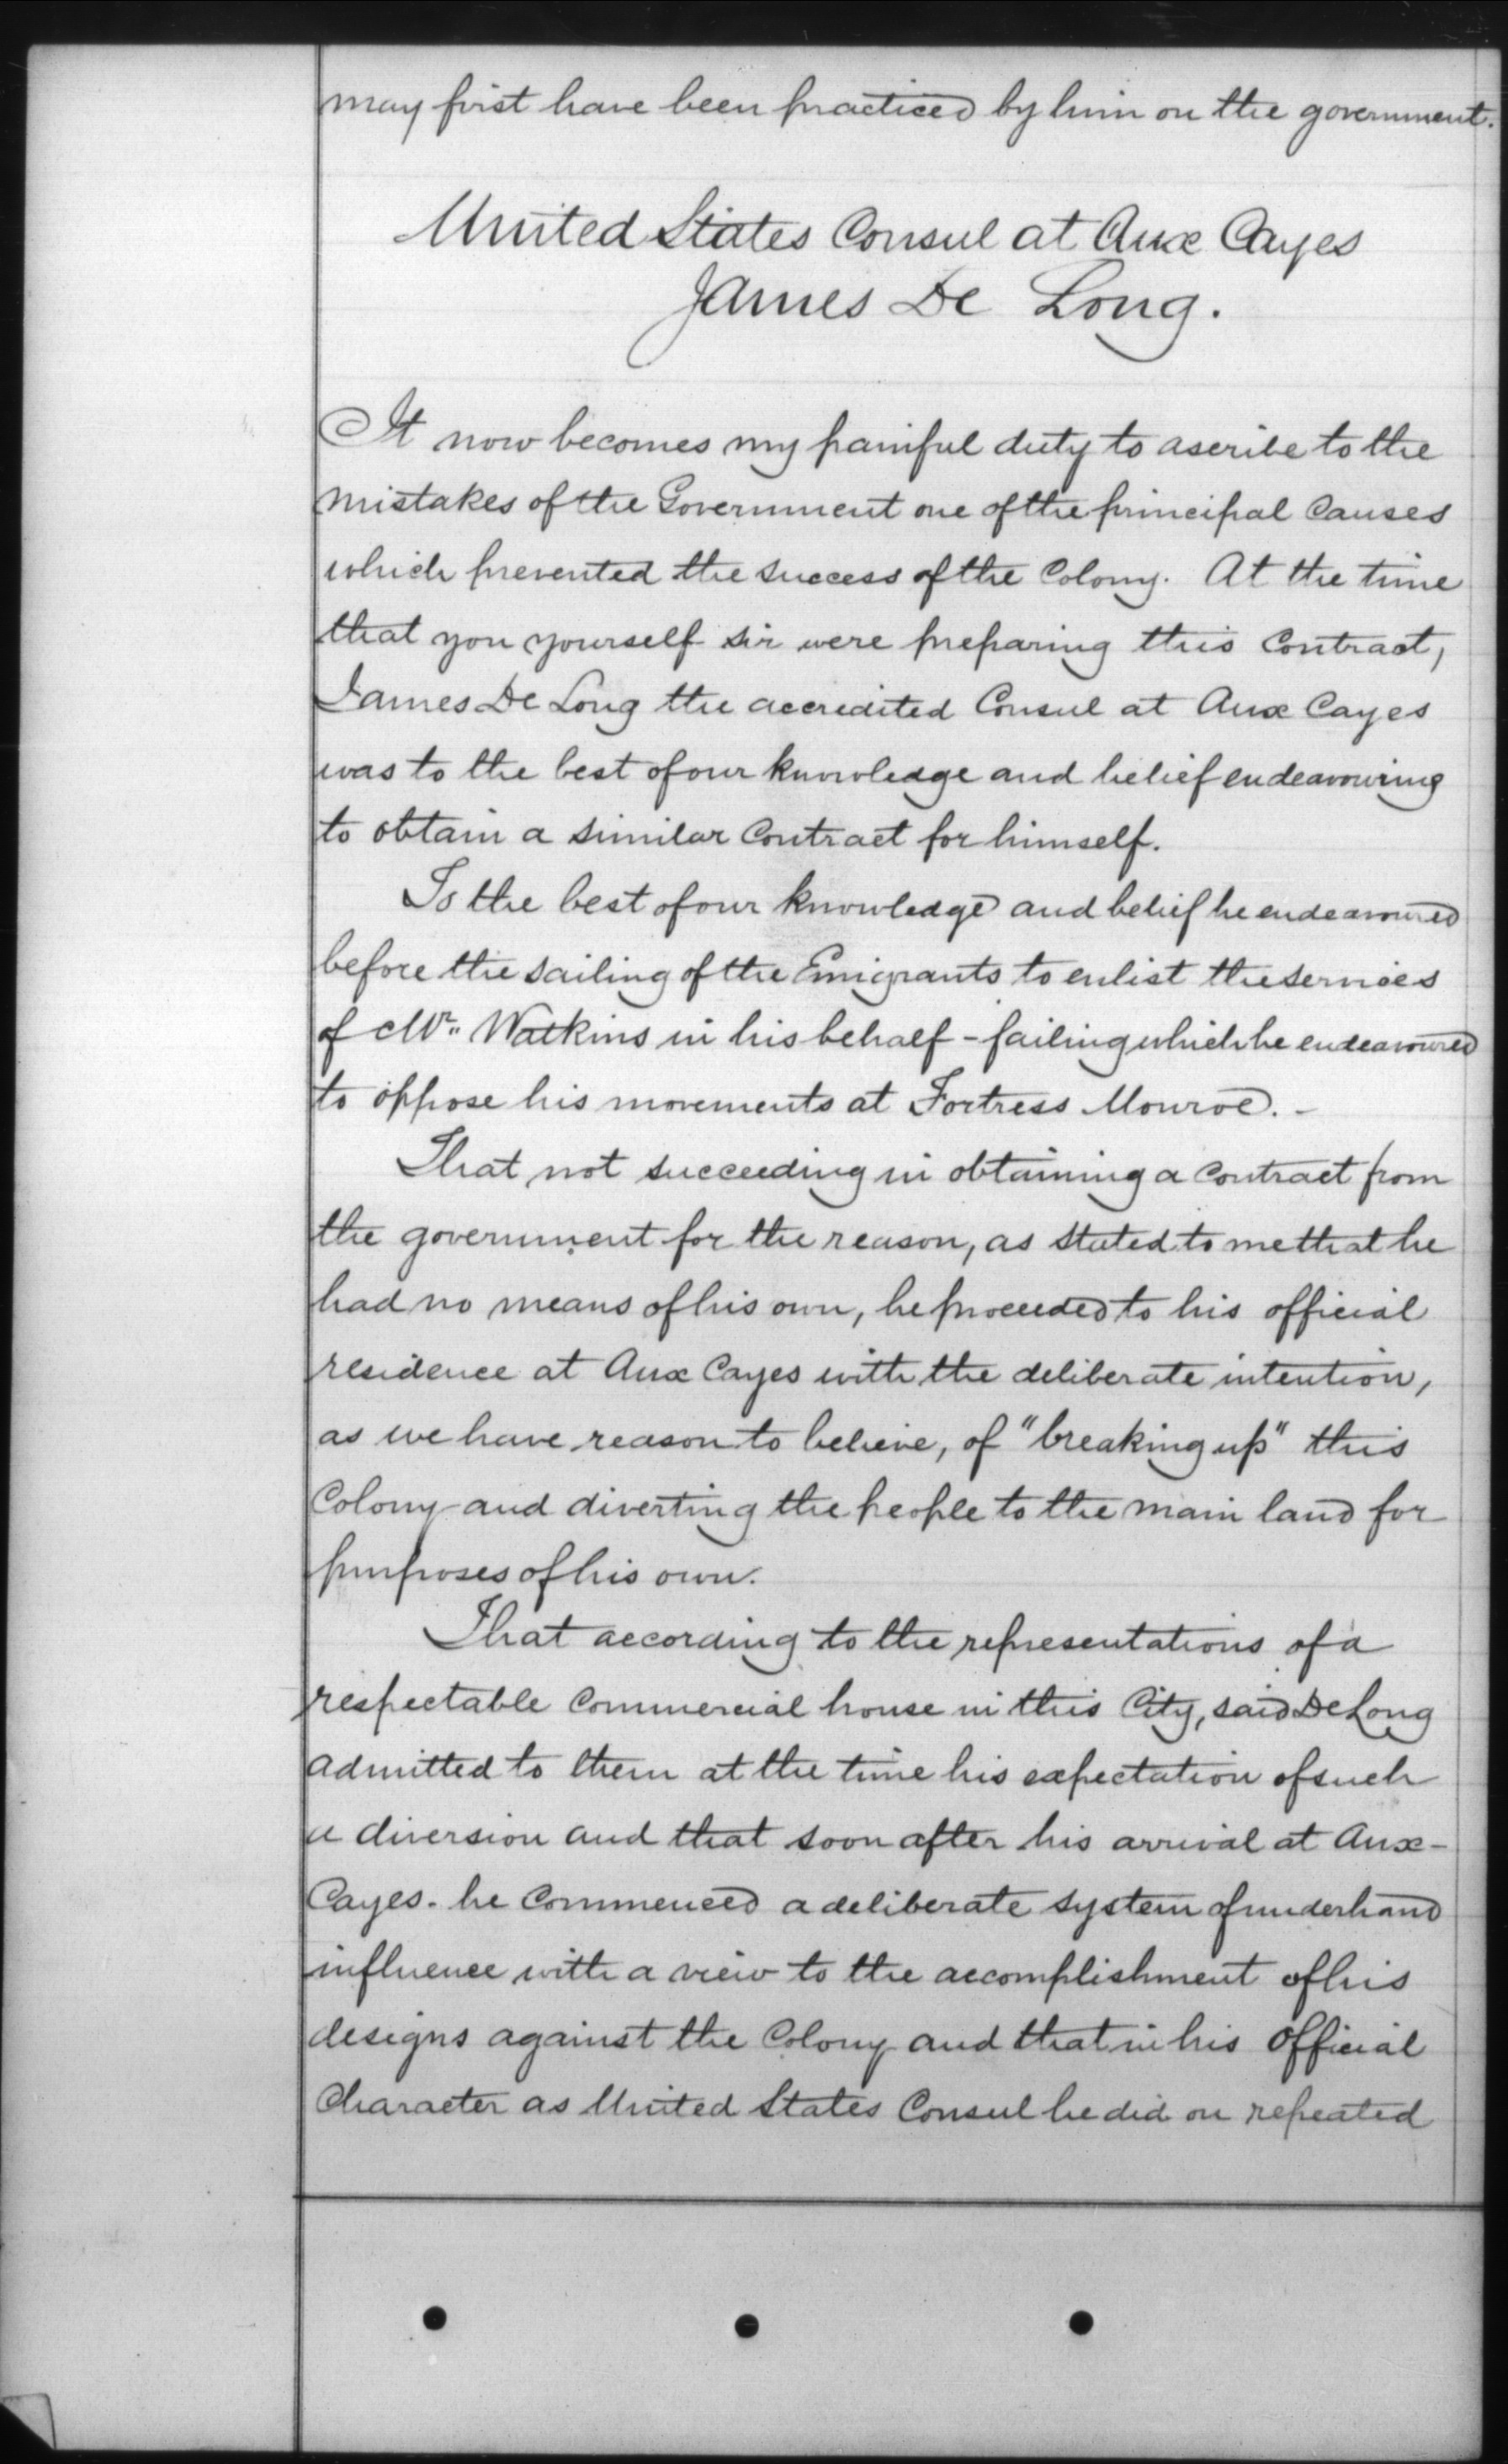 may first have been practiced by him on the government.
United States Consul at Aux Cayes
James De Long.
It now becomes my painful duty to ascribe to the
mistakes of the Government one of the principal Causes
which prevented the success of the Colony. At the time
that you yourself sir were preparing this Contract,
James De Long the accredited Consul at Aux Cayes
was to the best of our knowledge and belief endeavouring
to obtain a similar Contract for himself.
To the best of our knowledge and belief he endeavoured
before the sailing of the Emigrants to enlist the services
of Mr. Watkins in his behalf - failing which he endeavoured
to oppose his movements at Fortress Monroe. -
That not succeeding in obtaining a Contract from
the government for the reason, as stated to me that he
had no means of his own, he proceeded to his official
residence at Aux Cayes with the deliberate intention,
as we have reason to believe, of "breaking up" this
Colony and diverting the people to the main land for
purposes of his own.
That according to the representations of a
respectable Commercial house in this City, said De Long
admitted to them at the time his expectation of such
a diversion and that soon after his arrival at Aux-
Cayes. he Commenced a deliberate system of underhand
influence with a view to the accomplishment of his
designs against the Colony and that in his Official
Character as United States Consul he did on repeated